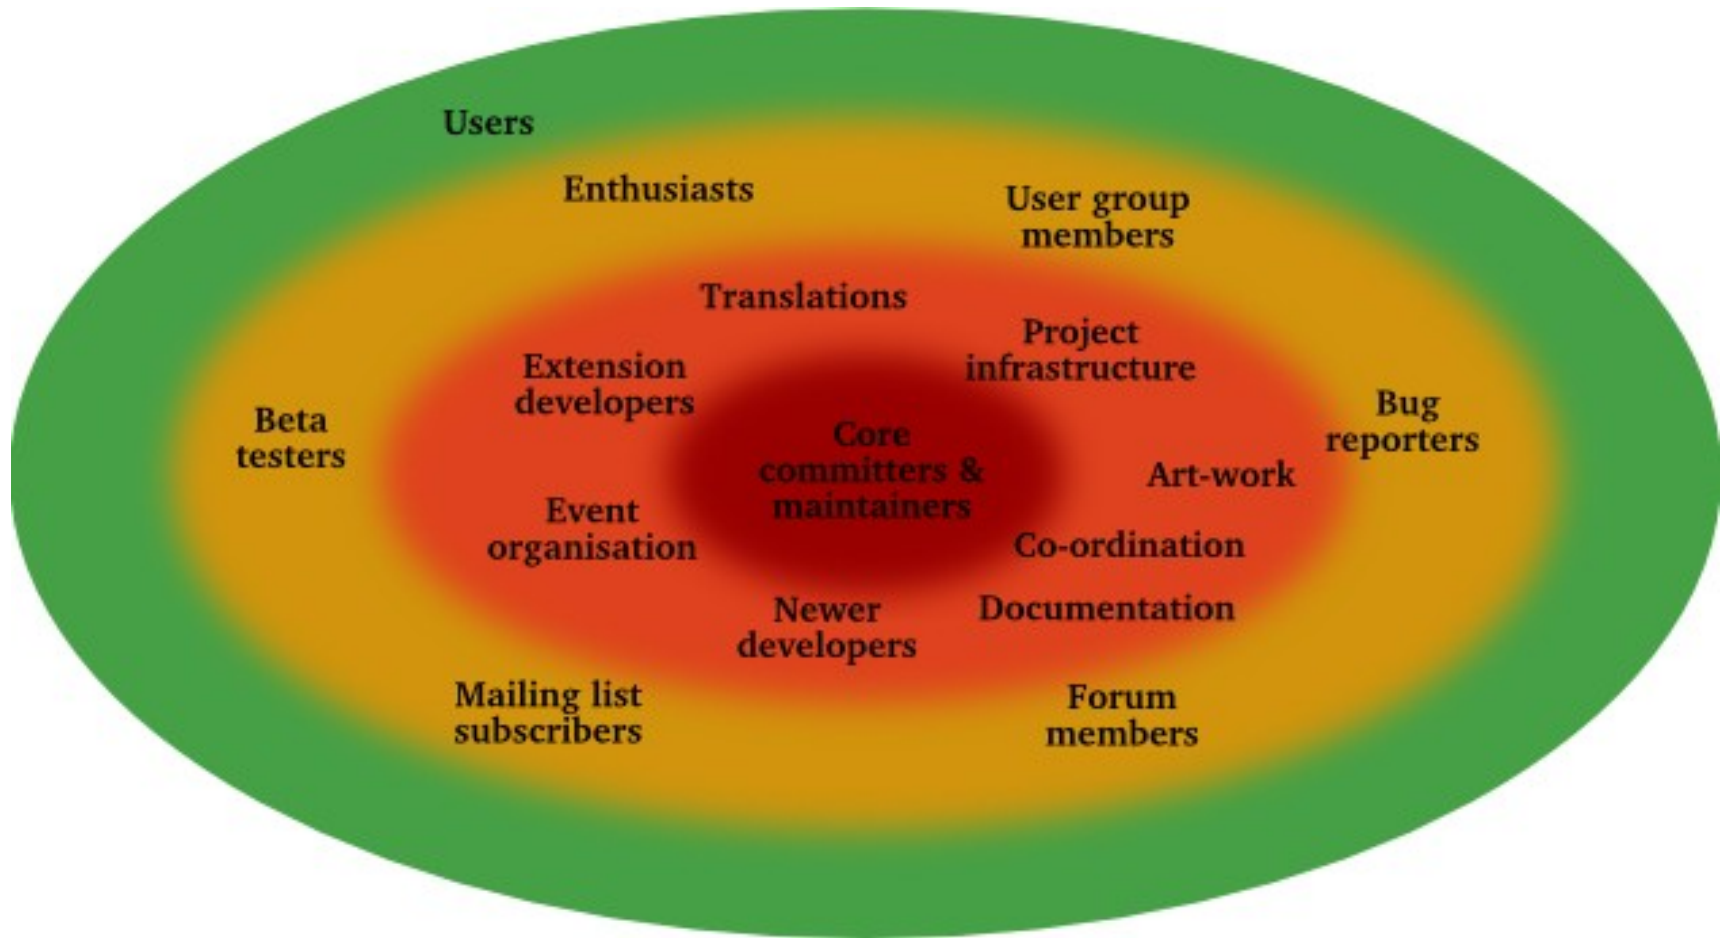 Users
Enthusiasts
User group
members
Translations
Project
infrastructure
Extension
developers
Beta
testers
Bug
reporters
Core
committers &
maintainers
Art-work
Event
organisation
Co-ordination
Newer
developers
Documentation
Mailing list
subscribers
Forum
members